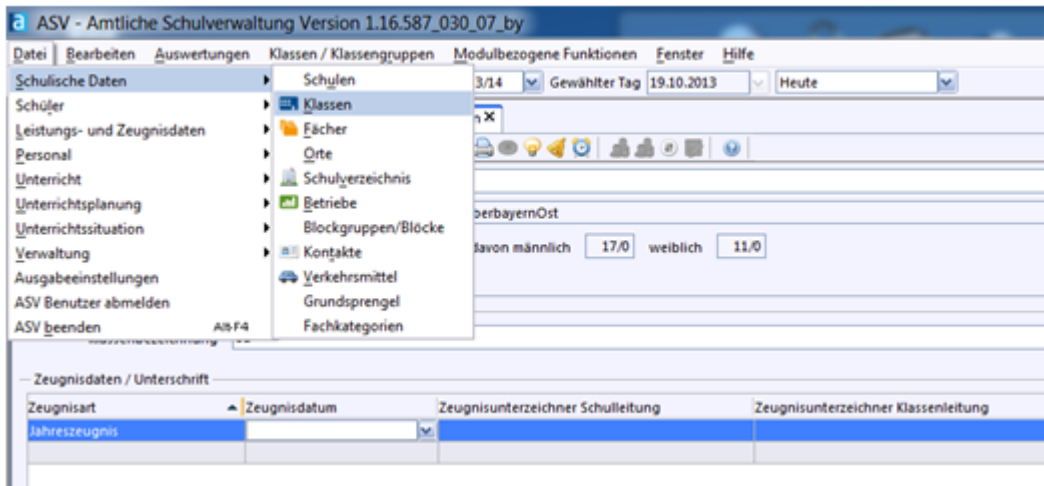 a ASV - Amtliche Schulverwaltung Version 1.16.587_030_07_by
Datei Bearbeiten Auswertungen Klassen / Klassengruppen Modulbezogene Funktionen Fenster Hilfe
3/14 Gewählter Tag 19.10.2013 Heute
Schulische Daten
Schüler
Leistungs- und Zeugnisdaten
Personal
Unterricht
Unterrichtsplanung
Unterrichtssituation
Verwaltung
Ausgabeeinstellungen
ASV Benutzer abmelden
ASV beenden Alt-F4
Schulen
Klassen
Fächer
Orte
Schulverzeichnis
Betriebe
Blockgruppen/Blöcke
Kontakte
Verkehrsmittel
Grundsprengel
Fachkategorien
berbayernOst
davon männlich 17/0 weiblich 11/0
Klassenbezeichnung
Zeugnisdaten / Unterschrift
Zeugnisart Zeugnisdatum Zeugnisunterzeichner Schulleitung Zeugnisunterzeichner Klassenleitung
Jahreszeugnis